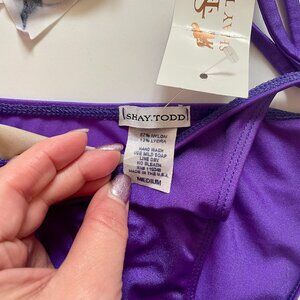 SHAY.TODD
87% NYLON
13% LYCRA
HAND WASH
USE MILD SOAP
LINE DRY
NO BLEACH
MADE IN THE U.S.A.
MEDIUM